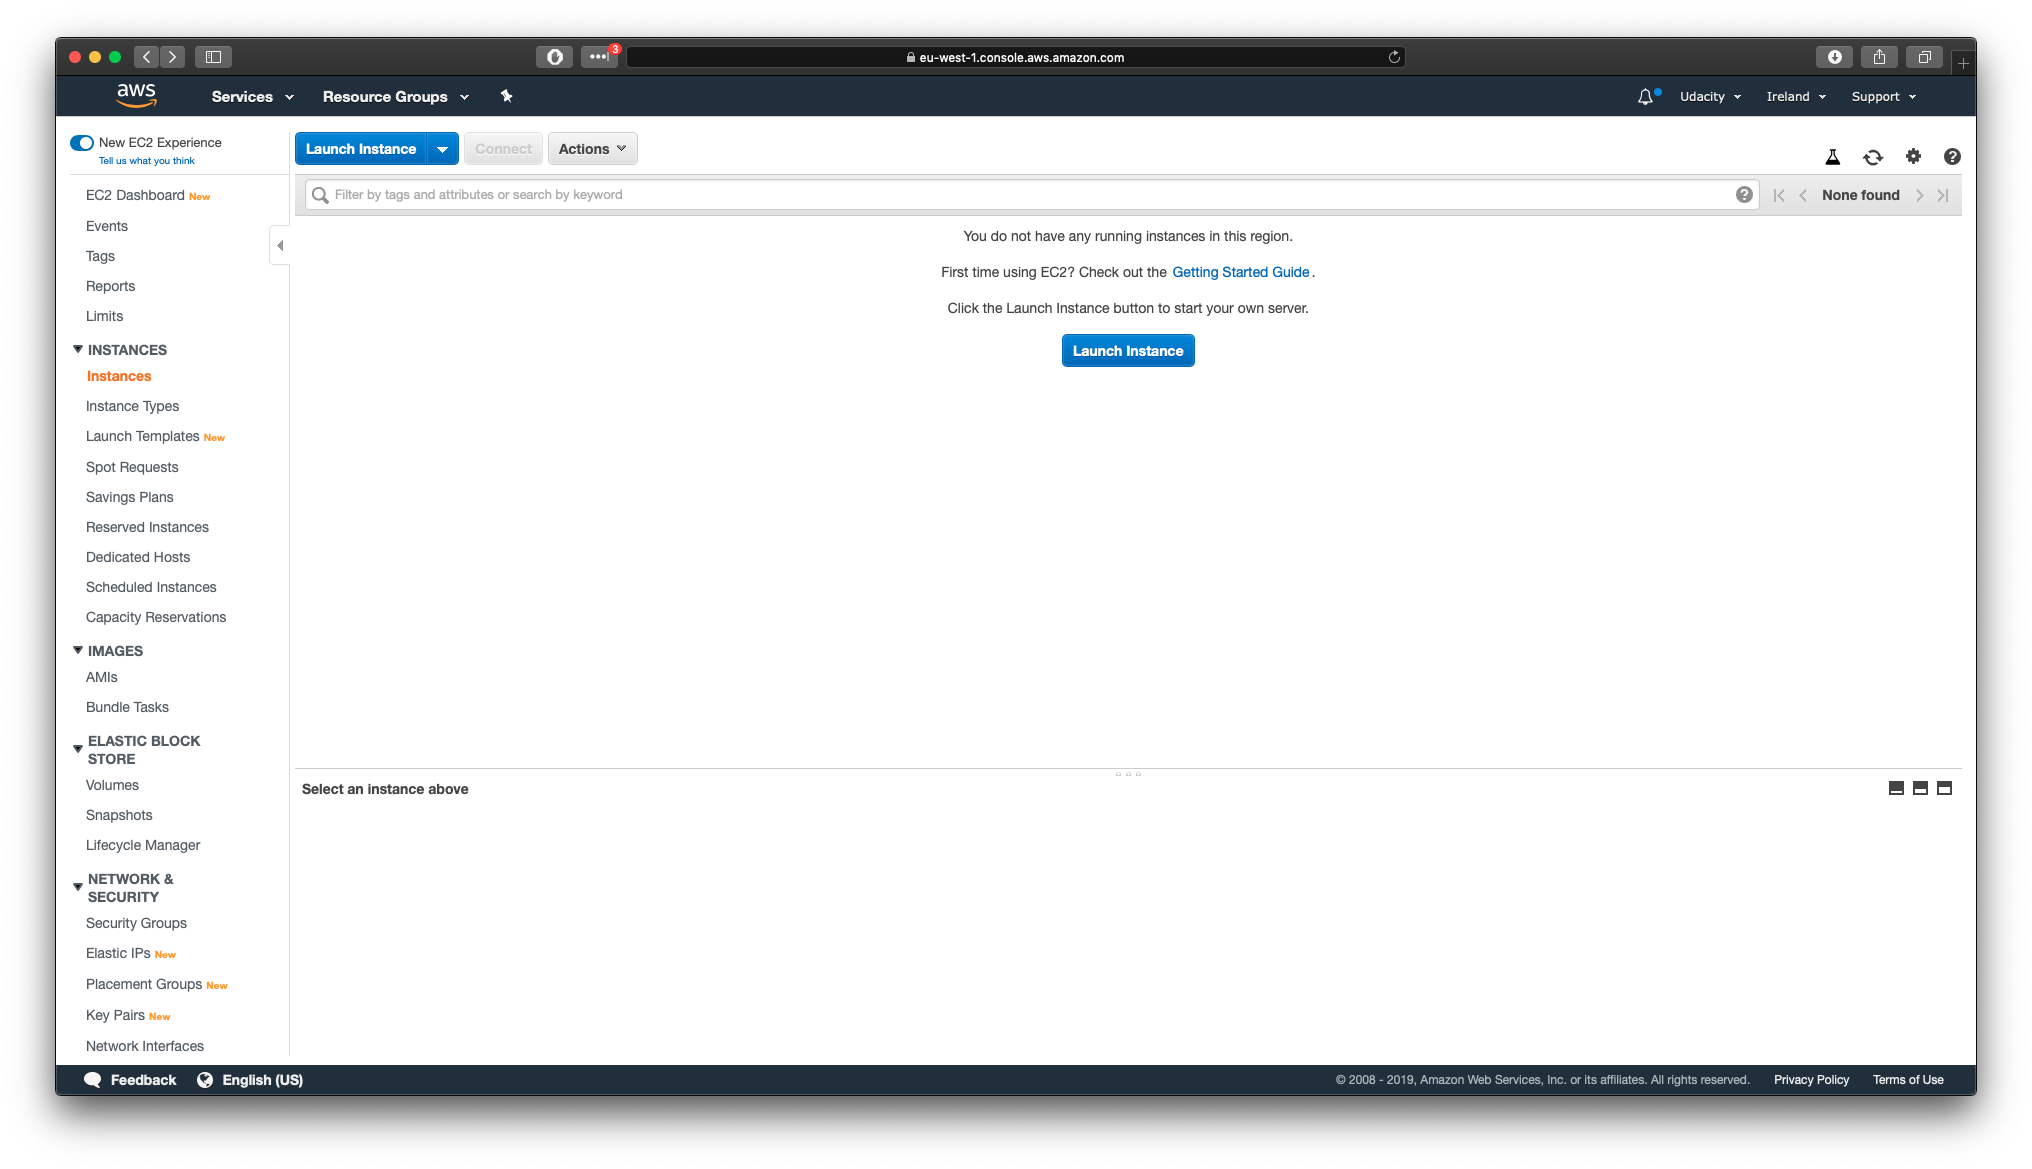 3
eu-west-1.console.aws.amazon.com
aws
Services
Resource Groups
Udacity
Ireland
Support
New EC2 Experience
Tell us what you think
EC2 Dashboard New
Events
Tags
Reports
Limits
INSTANCES
Instances
Instance Types
Launch Templates New
Spot Requests
Savings Plans
Reserved Instances
Dedicated Hosts
Scheduled Instances
Capacity Reservations
IMAGES
AMIs
Bundle Tasks
ELASTIC BLOCK
STORE
Volumes
Snapshots
Lifecycle Manager
NETWORK &
SECURITY
Security Groups
Elastic IPs New
Placement Groups New
Key Pairs New
Network Interfaces
Launch Instance
Connect
Actions
Filter by tags and attributes or search by keyword
None found
You do not have any running instances in this region.
First time using EC2? Check out the Getting Started Guide.
Click the Launch Instance button to start your own server.
Launch Instance
Select an instance above
Feedback
English (US)
© 2008 - 2019, Amazon Web Services, Inc. or its affiliates. All rights reserved.
Privacy Policy
Terms of Use